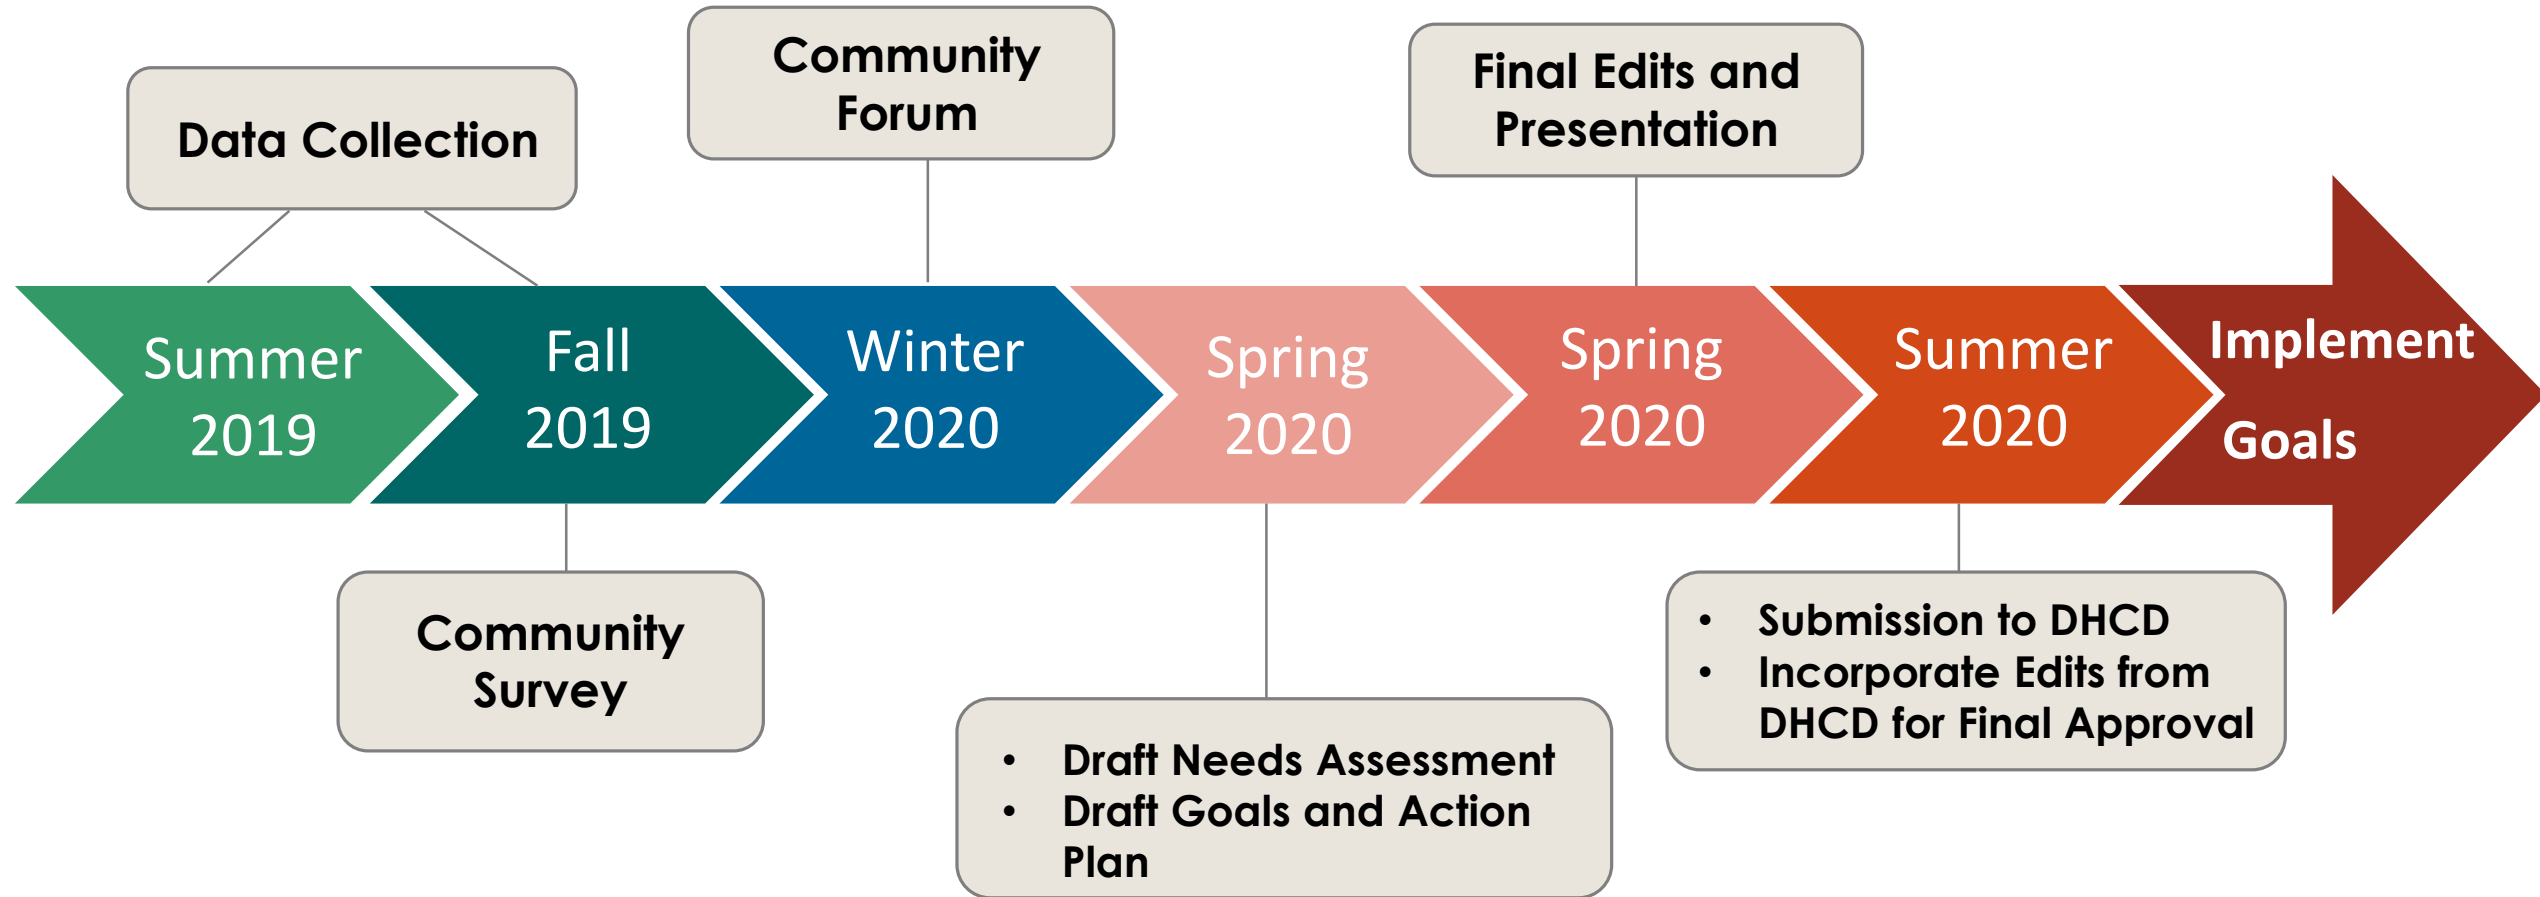 Data Collection
Community
Forum
Final Edits and
Presentation
Summer
2019
Fall
2019
Winter
2020
Spring
2020
Spring
2020
Summer
2020
Implement
Goals
Community
Survey
• Draft Needs Assessment
• Draft Goals and Action
Plan
• Submission to DHCD
• Incorporate Edits from
DHCD for Final Approval